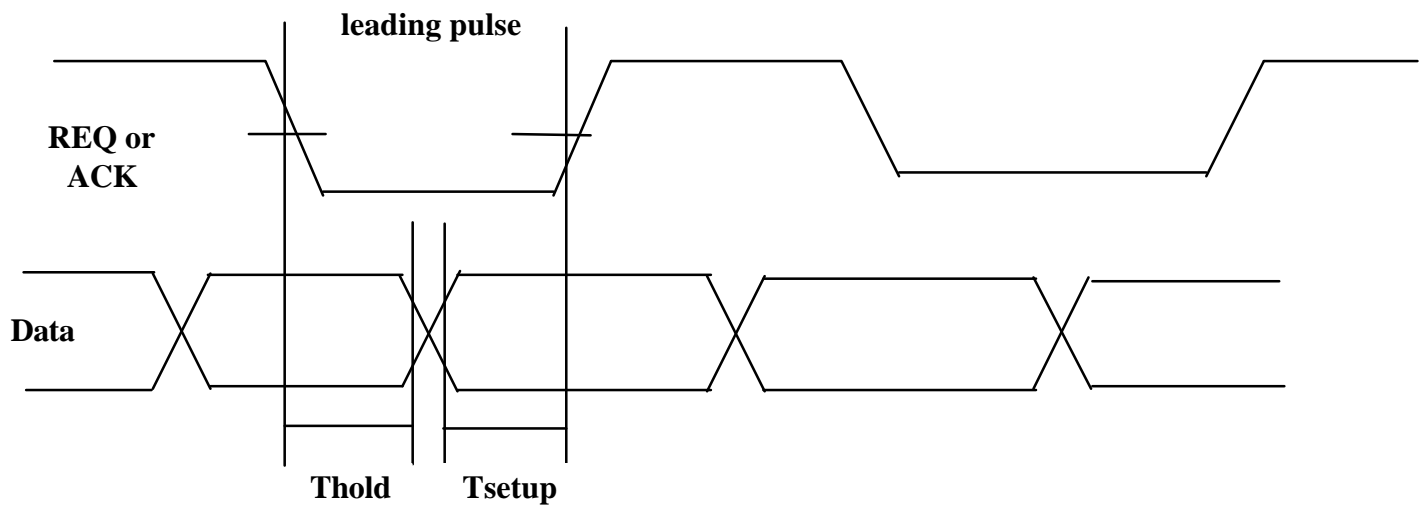 leading pulse
REQ or
ACK
Data
Thold
Tsetup